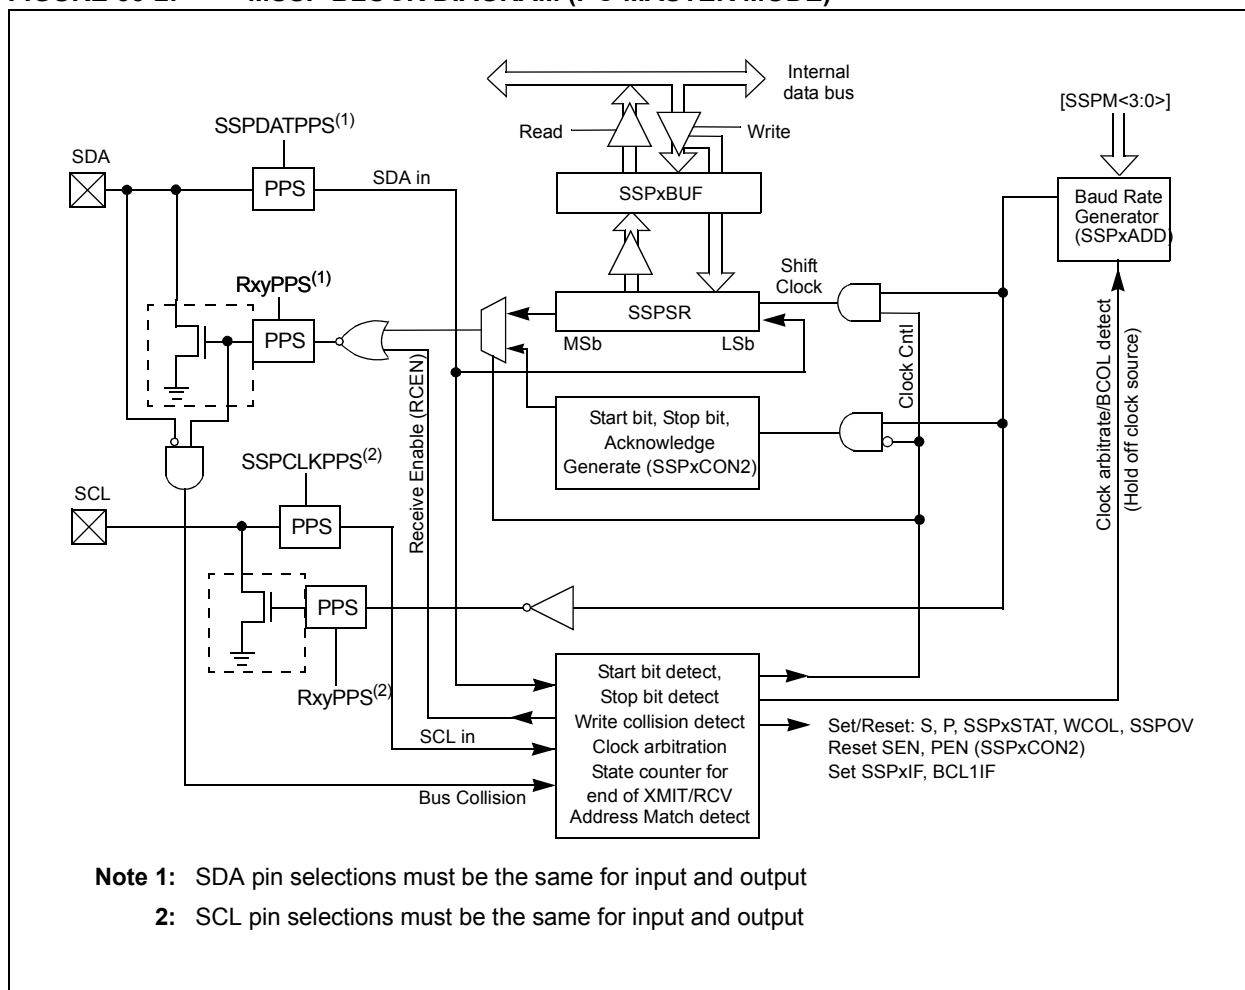 Internal
data bus
[SSPM<3:0>]
SSPDATPPS(1)
Read
Write
SDA
PPS
SDA in
SSPxBUF
Baud Rate
Generator
(SSPxADD)
RxyPPS(1)
Shift
Clock
PPS
SSPSR
MSb
LSb
Clock Cntl
Receive Enable (RCEN)
Start bit, Stop bit,
Acknowledge
Generate (SSPxCON2)
Clock arbitrate/BCOL detect
(Hold off clock source)
SSPCLKPPS(2)
SCL
PPS
PPS
RxyPPS(2)
Start bit detect,
Stop bit detect
Write collision detect
Clock arbitration
State counter for
end of XMIT/RCV
Address Match detect
SCL in
Bus Collision
Set/Reset: S, P, SSPxSTAT, WCOL, SSPOV
Reset SEN, PEN (SSPxCON2)
Set SSPxIF, BCL1IF
Note 1: SDA pin selections must be the same for input and output
2: SCL pin selections must be the same for input and output